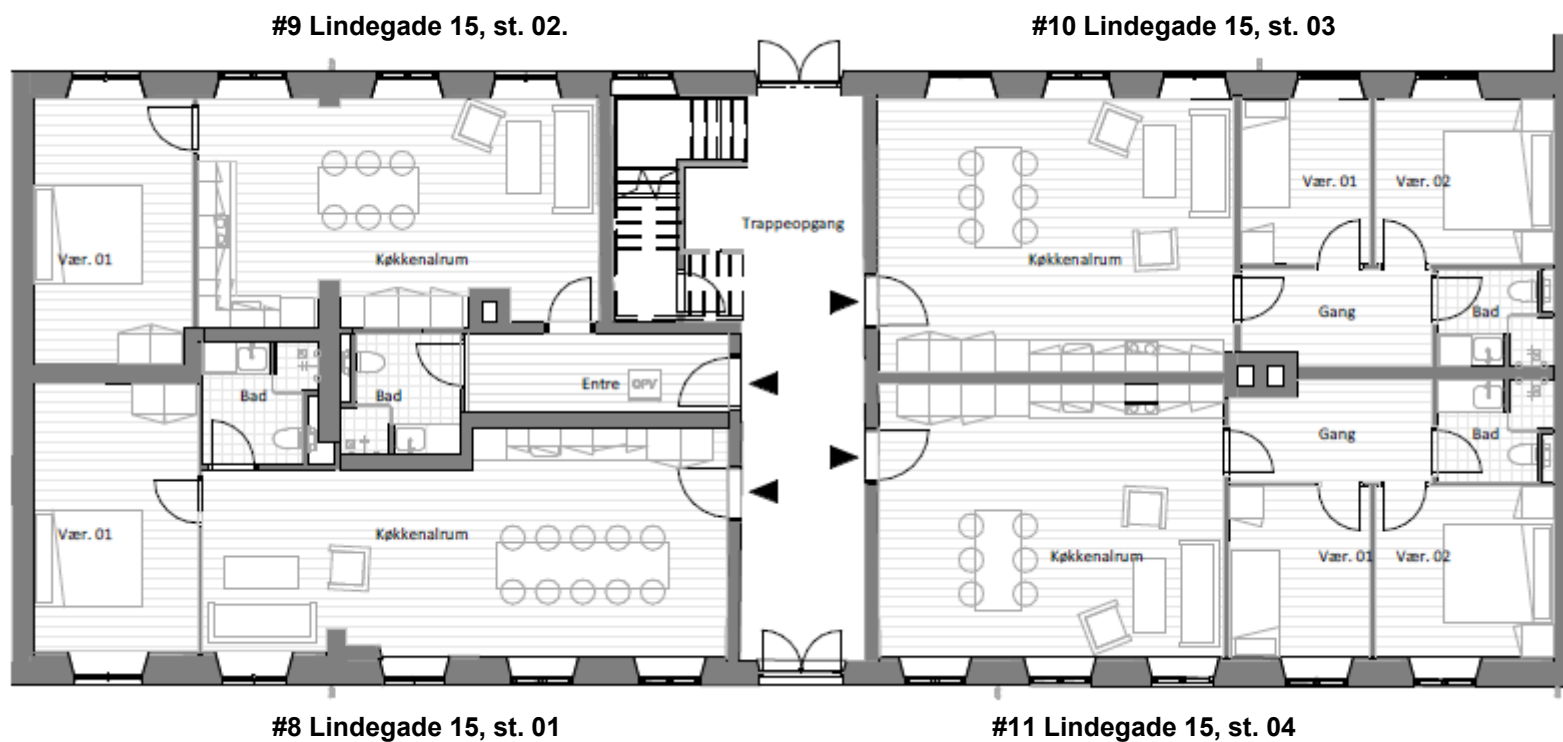 #9 Lindegade 15, st. 02.
#10 Lindegade 15, st. 03
Vær. 01
Køkkenalrum
Trappeopgang
Køkkenalrum
Vær. 01
Vær. 02
Gang
Bad
Bad
Bad
Entre
OPV
Gang
Bad
Vær. 01
Køkkenalrum
Køkkenalrum
Vær. 01
Vær. 02
#8 Lindegade 15, st. 01
#11 Lindegade 15, st. 04